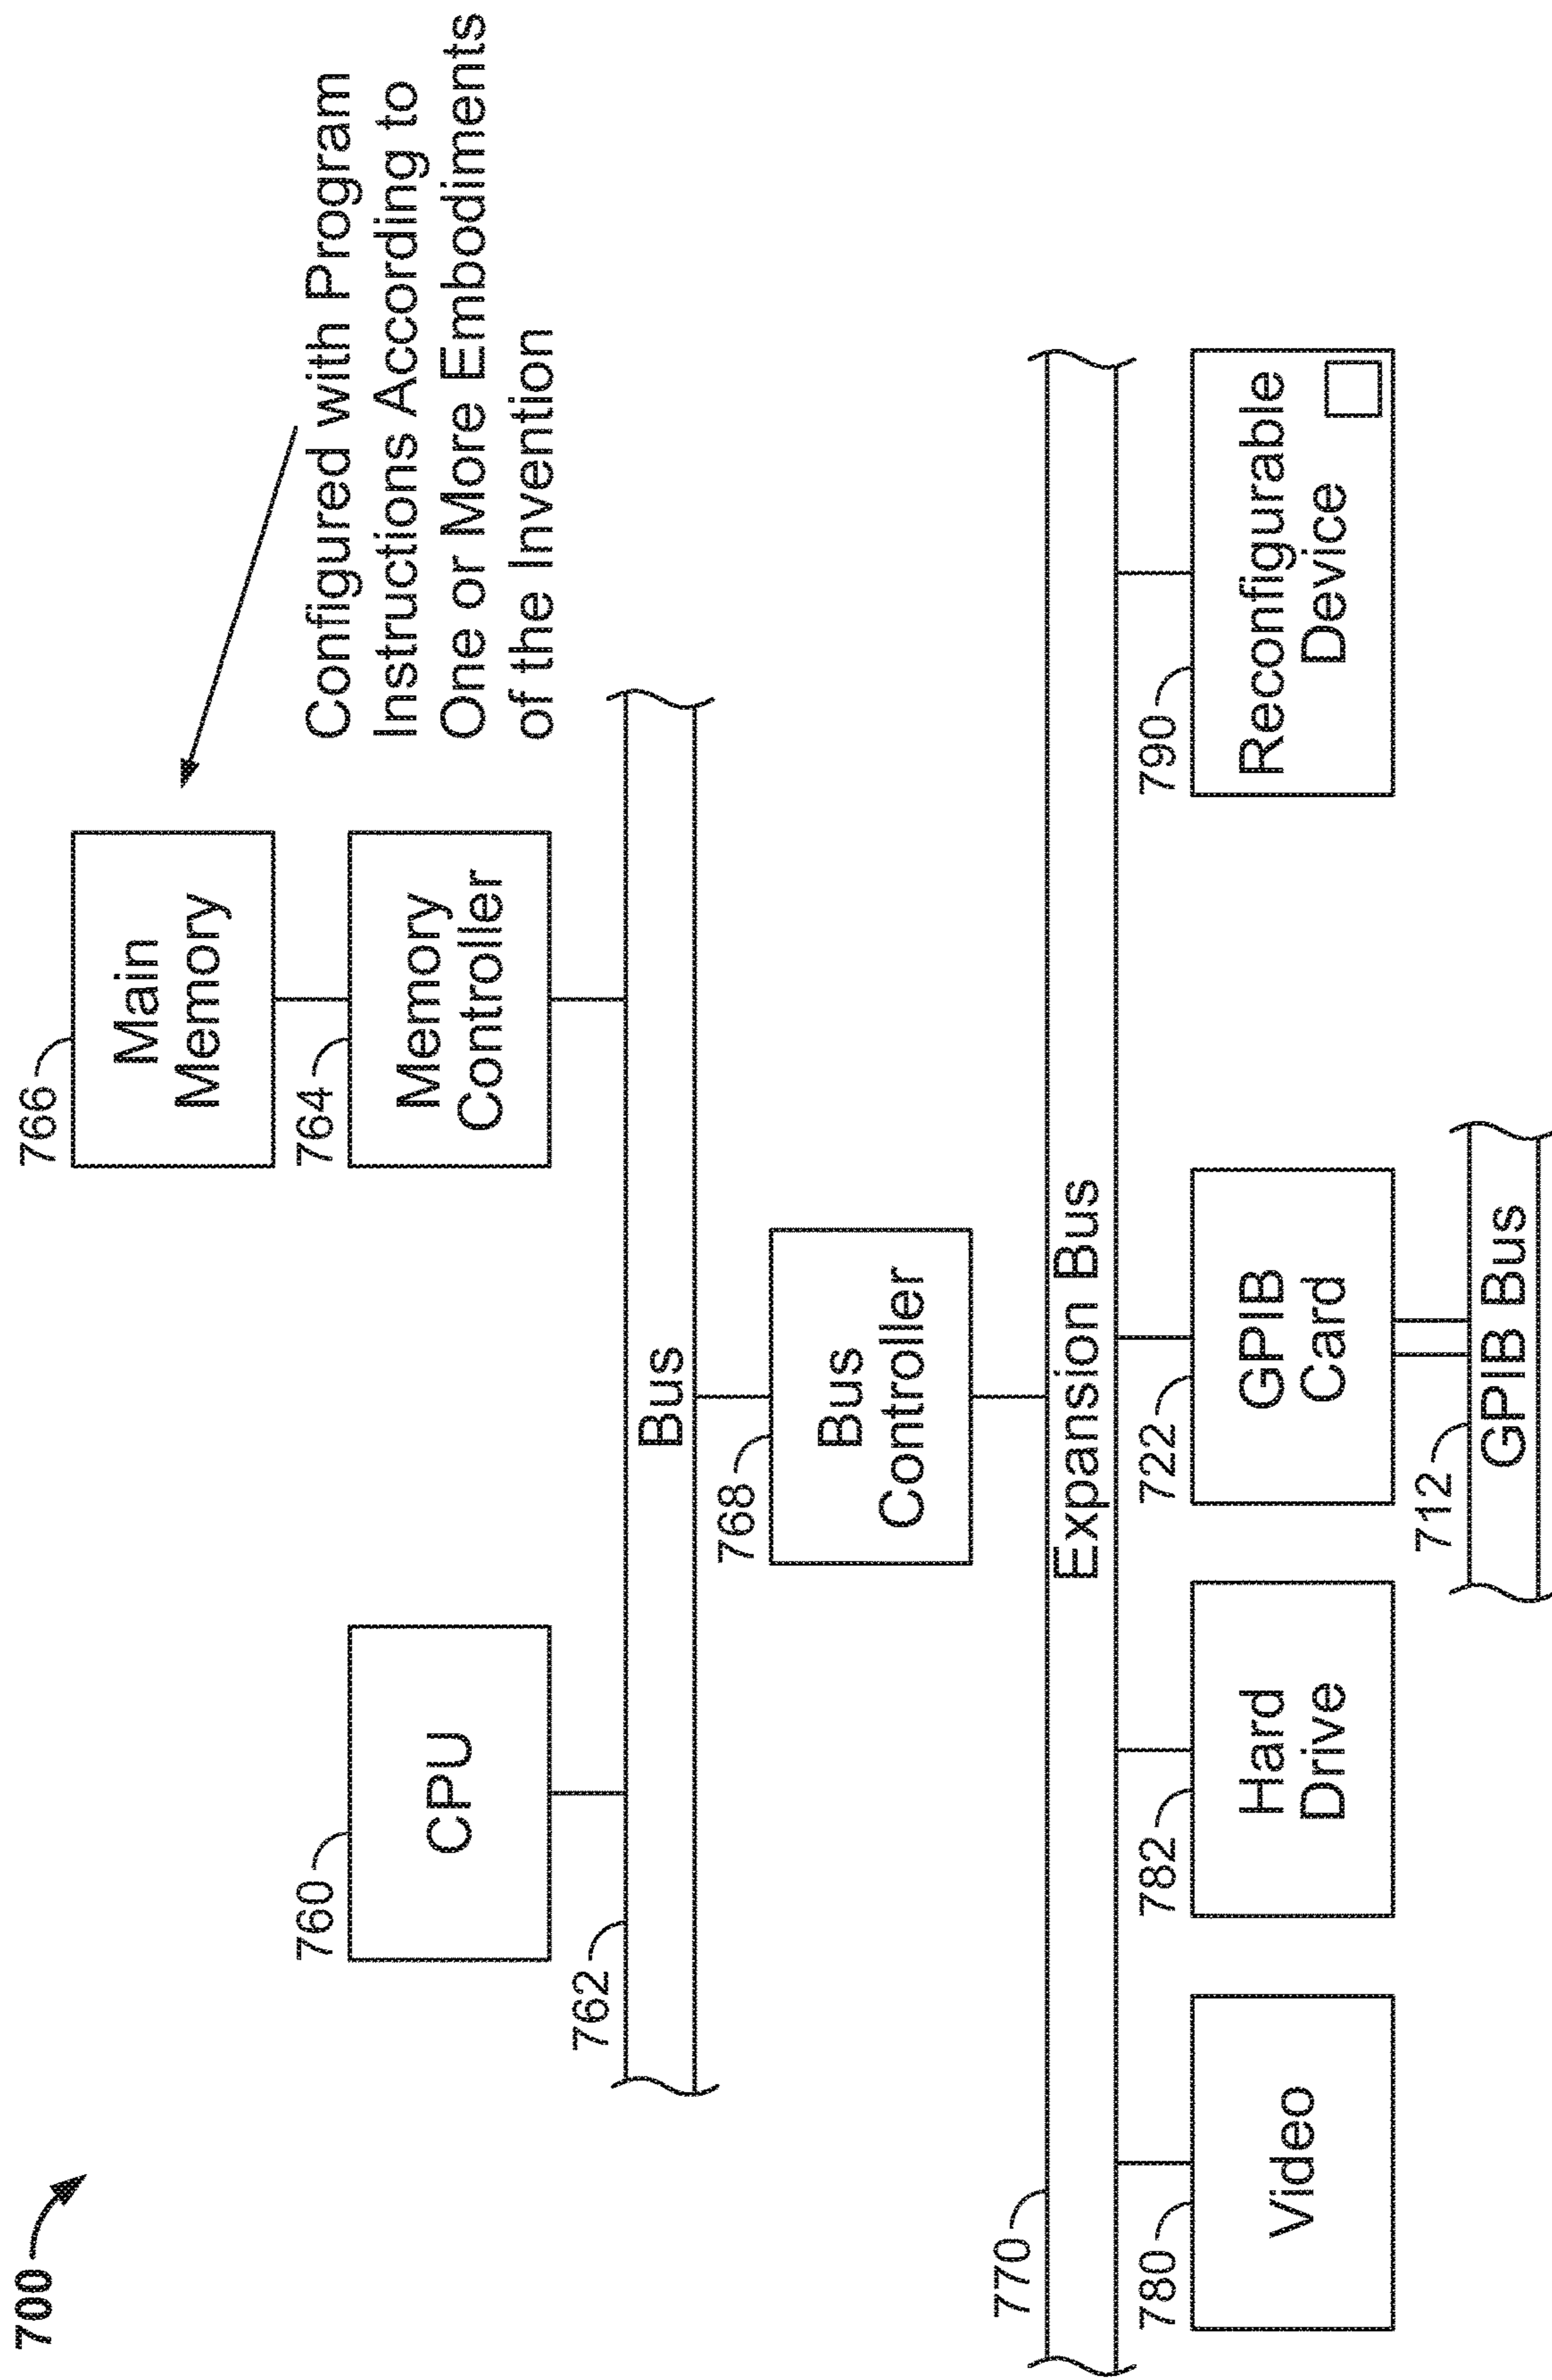 700
766
Main
Memory
Configured with Program
Instructions According to
One or More Embodiments
of the Invention
764
Memory
Controller
760
CPU
762
Bus
768
Bus
Controller
770
Expansion Bus
780
Video
782
Hard
Drive
722
GPIB
Card
790
Reconfigurable
Device
712
GPIB Bus